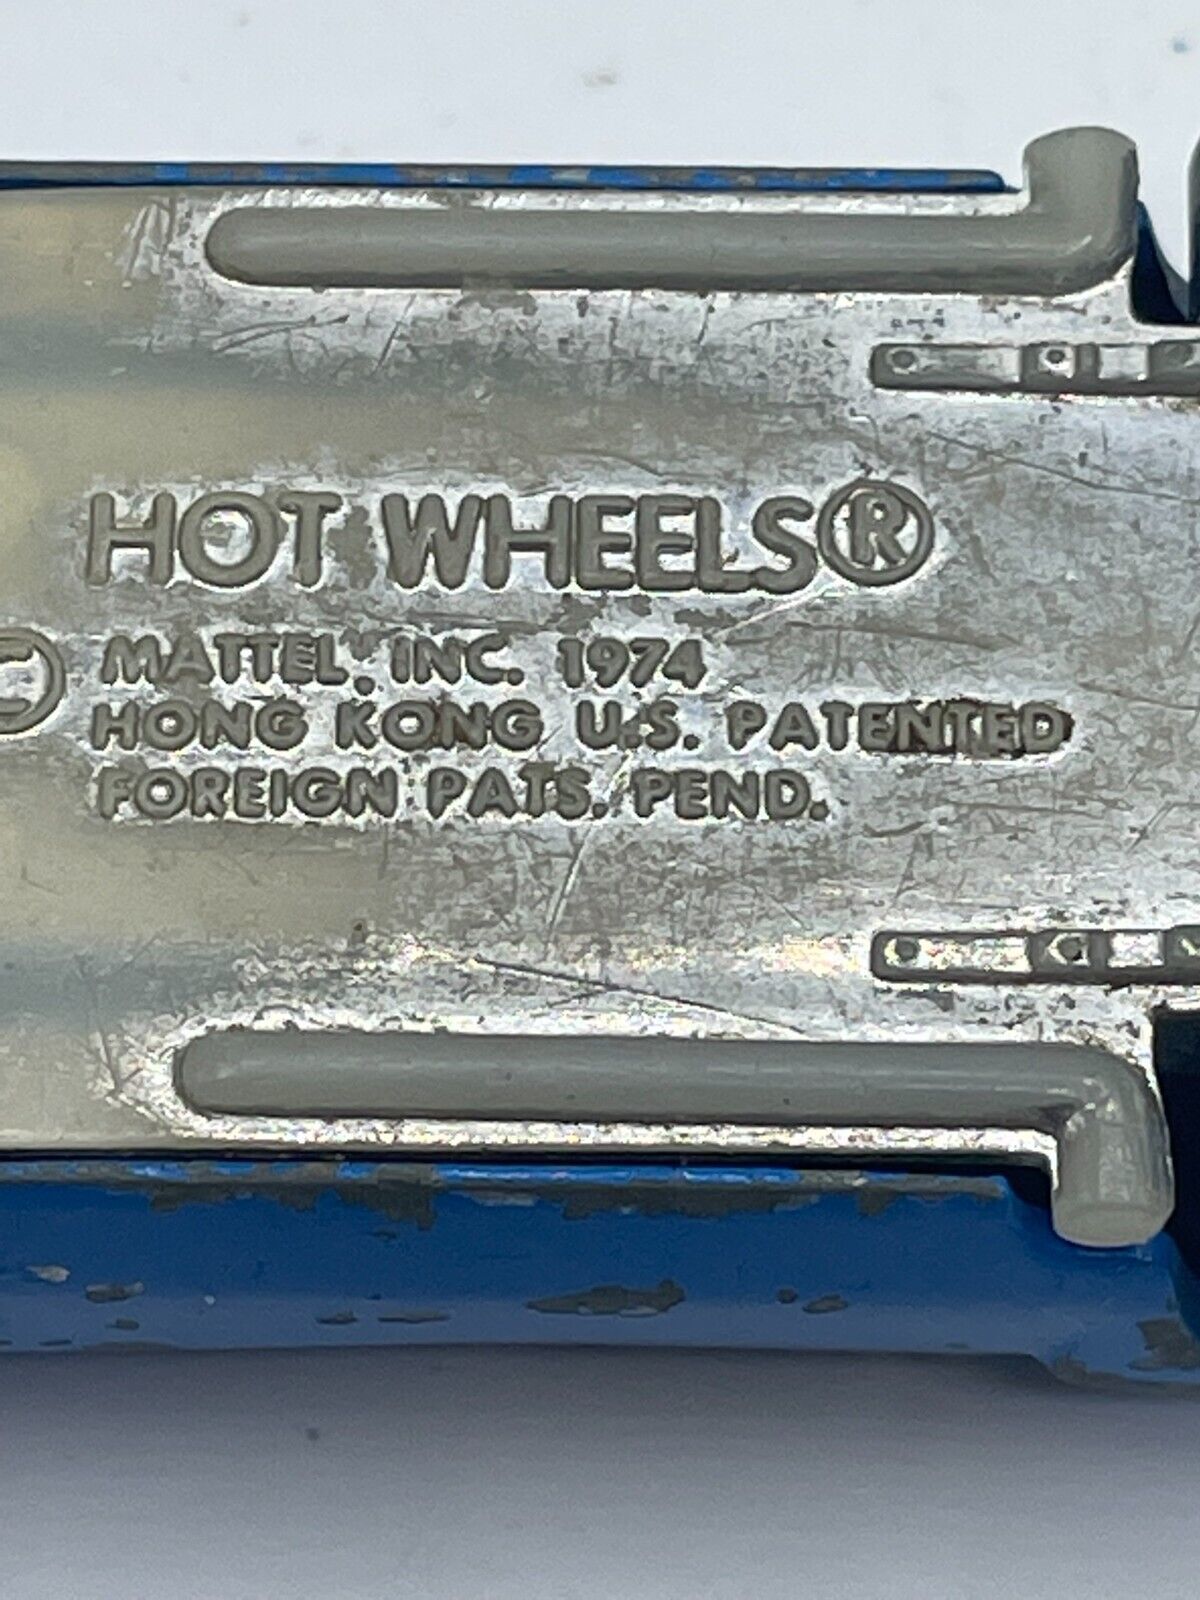 HOT WHEELS®
© MATTEL, INC. 1974
HONG KONG U.S. PATENTED
FOREIGN PATS. PEND.